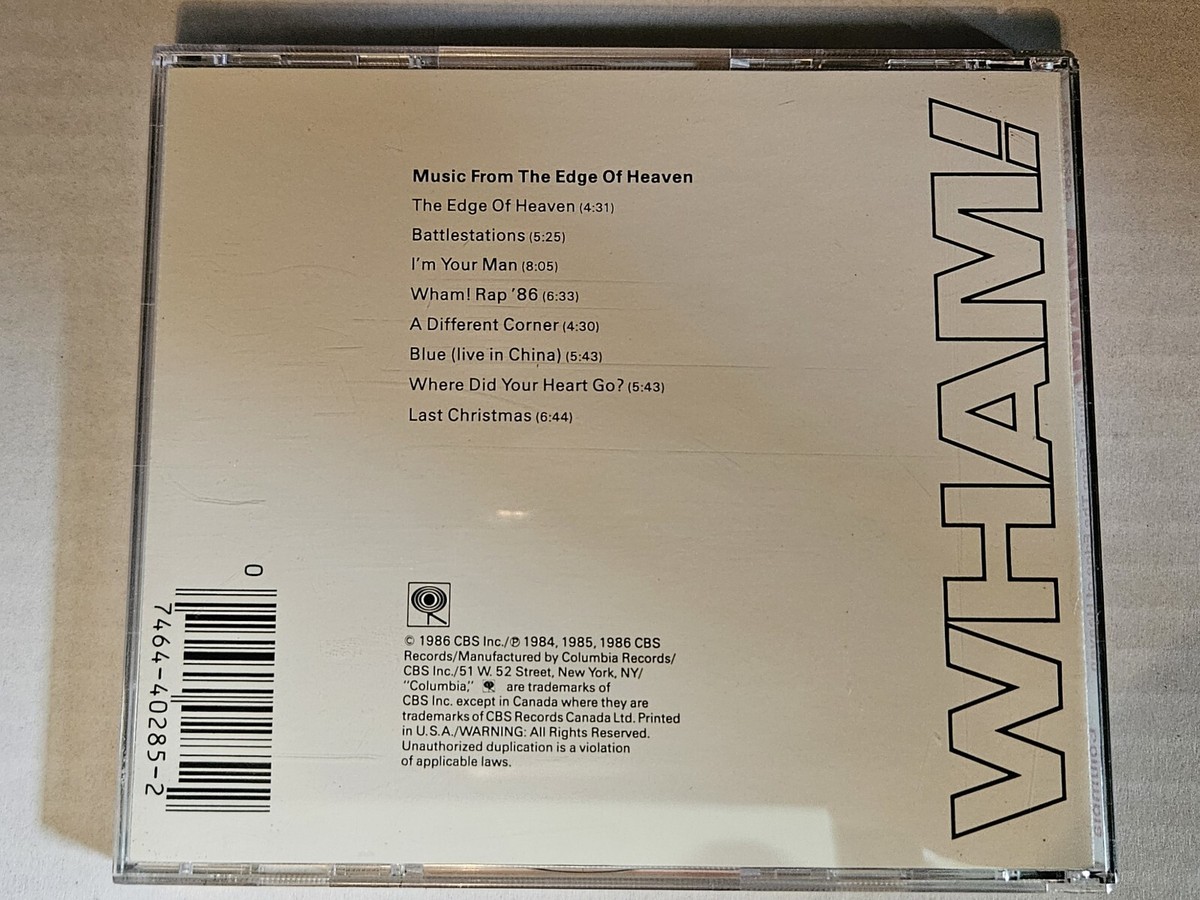 Music From The Edge Of Heaven
The Edge Of Heaven (4:31)
Battlestations (5:25)
I'm Your Man (8:05)
Wham! Rap '86 (6:33)
A Different Corner (4:30)
Blue (live in China) (5:43)
Where Did Your Heart Go? (5:43)
Last Christmas (6:44)
WHAM!
0
7464-40285-2
© 1986 CBS Inc./℗ 1984, 1985, 1986 CBS
Records/Manufactured by Columbia Records/
CBS Inc./51 W. 52 Street, New York, NY/
"Columbia," are trademarks of
CBS Inc. except in Canada where they are
trademarks of CBS Records Canada Ltd. Printed
in U.S.A./WARNING: All Rights Reserved.
Unauthorized duplication is a violation
of applicable laws.
Columbia